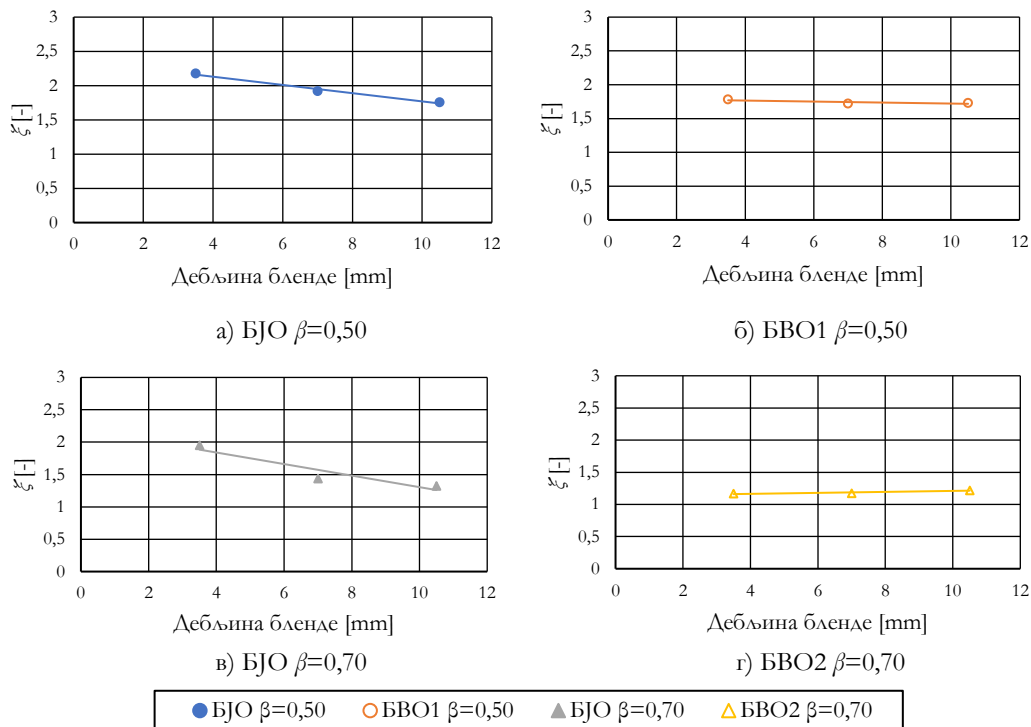 3
2,5
2
1,5
1
0,5
0
ξ [-]
0 2 4 6 8 10 12
Дебљина бленде [mm]
а) БЈО β=0,50
3
2,5
2
1,5
1
0,5
0
ξ [-]
0 2 4 6 8 10 12
Дебљина бленде [mm]
б) БВО1 β=0,50
3
2,5
2
1,5
1
0,5
0
ξ [-]
0 2 4 6 8 10 12
Дебљина бленде [mm]
в) БЈО β=0,70
3
2,5
2
1,5
1
0,5
0
ξ [-]
0 2 4 6 8 10 12
Дебљина бленде [mm]
г) БВО2 β=0,70
БЈО β=0,50 БВО1 β=0,50 БЈО β=0,70 БВО2 β=0,70